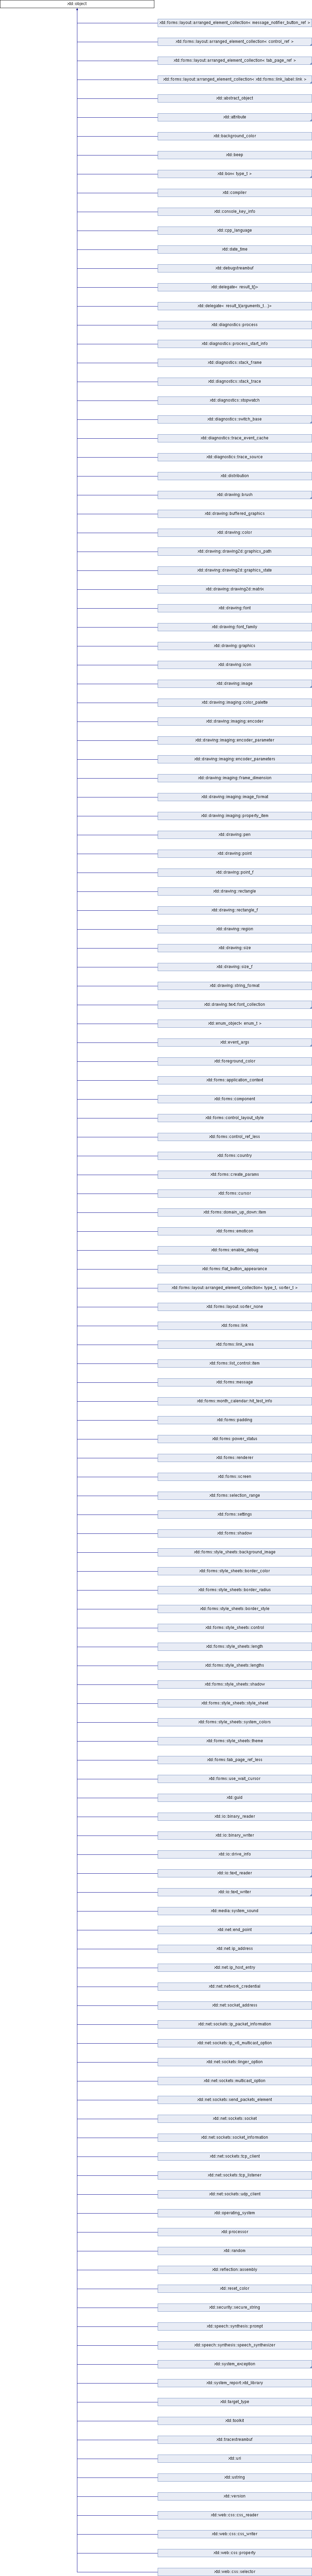 xtd::object
xtd::forms::layout::arranged_element_collection< message_notifier_button_ref >
xtd::forms::layout::arranged_element_collection< control_ref >
xtd::forms::layout::arranged_element_collection< tab_page_ref >
xtd::forms::layout::arranged_element_collection< xtd::forms::link_label::link >
xtd::abstract_object
xtd::attribute
xtd::background_color
xtd::beep
xtd::box< type_t >
xtd::compiler
xtd::console_key_info
xtd::cpp_language
xtd::date_time
xtd::debugstreambuf
xtd::delegate< result_t()>
xtd::delegate< result_t(arguments_t...)>
xtd::diagnostics::process
xtd::diagnostics::process_start_info
xtd::diagnostics::stack_frame
xtd::diagnostics::stack_trace
xtd::diagnostics::stopwatch
xtd::diagnostics::switch_base
xtd::diagnostics::trace_event_cache
xtd::diagnostics::trace_source
xtd::distribution
xtd::drawing::brush
xtd::drawing::buffered_graphics
xtd::drawing::color
xtd::drawing::drawing2d::graphics_path
xtd::drawing::drawing2d::graphics_state
xtd::drawing::drawing2d::matrix
xtd::drawing::font
xtd::drawing::font_family
xtd::drawing::graphics
xtd::drawing::icon
xtd::drawing::image
xtd::drawing::imaging::color_palette
xtd::drawing::imaging::encoder
xtd::drawing::imaging::encoder_parameter
xtd::drawing::imaging::encoder_parameters
xtd::drawing::imaging::frame_dimension
xtd::drawing::imaging::image_format
xtd::drawing::imaging::property_item
xtd::drawing::pen
xtd::drawing::point
xtd::drawing::point_f
xtd::drawing::rectangle
xtd::drawing::rectangle_f
xtd::drawing::region
xtd::drawing::size
xtd::drawing::size_f
xtd::drawing::string_format
xtd::drawing::text::font_collection
xtd::enum_object< enum_t >
xtd::event_args
xtd::foreground_color
xtd::forms::application_context
xtd::forms::component
xtd::forms::control_layout_style
xtd::forms::control_ref_less
xtd::forms::country
xtd::forms::create_params
xtd::forms::cursor
xtd::forms::domain_up_down::item
xtd::forms::emoticon
xtd::forms::enable_debug
xtd::forms::flat_button_appearance
xtd::forms::layout::arranged_element_collection< type_t, sorter_t >
xtd::forms::layout::sorter_none
xtd::forms::link
xtd::forms::link_area
xtd::forms::list_control::item
xtd::forms::message
xtd::forms::month_calendar::hit_test_info
xtd::forms::padding
xtd::forms::power_status
xtd::forms::renderer
xtd::forms::screen
xtd::forms::selection_range
xtd::forms::settings
xtd::forms::shadow
xtd::forms::style_sheets::background_image
xtd::forms::style_sheets::border_color
xtd::forms::style_sheets::border_radius
xtd::forms::style_sheets::border_style
xtd::forms::style_sheets::control
xtd::forms::style_sheets::length
xtd::forms::style_sheets::lengths
xtd::forms::style_sheets::shadow
xtd::forms::style_sheets::style_sheet
xtd::forms::style_sheets::system_colors
xtd::forms::style_sheets::theme
xtd::forms::tab_page_ref_less
xtd::forms::use_wait_cursor
xtd::guid
xtd::io::binary_reader
xtd::io::binary_writer
xtd::io::drive_info
xtd::io::text_reader
xtd::io::text_writer
xtd::media::system_sound
xtd::net::end_point
xtd::net::ip_address
xtd::net::ip_host_entry
xtd::net::network_credential
xtd::net::socket_address
xtd::net::sockets::ip_packet_information
xtd::net::sockets::ip_v6_multicast_option
xtd::net::sockets::linger_option
xtd::net::sockets::multicast_option
xtd::net::sockets::send_packets_element
xtd::net::sockets::socket
xtd::net::sockets::socket_information
xtd::net::sockets::tcp_client
xtd::net::sockets::tcp_listener
xtd::net::sockets::udp_client
xtd::operating_system
xtd::processor
xtd::random
xtd::reflection::assembly
xtd::reset_color
xtd::security::secure_string
xtd::speech::synthesis::prompt
xtd::speech::synthesis::speech_synthesizer
xtd::system_exception
xtd::system_report::xtd_library
xtd::target_type
xtd::toolkit
xtd::tracestreambuf
xtd::uri
xtd::ustring
xtd::version
xtd::web::css::css_reader
xtd::web::css::css_writer
xtd::web::css::property
xtd::web::css::selector